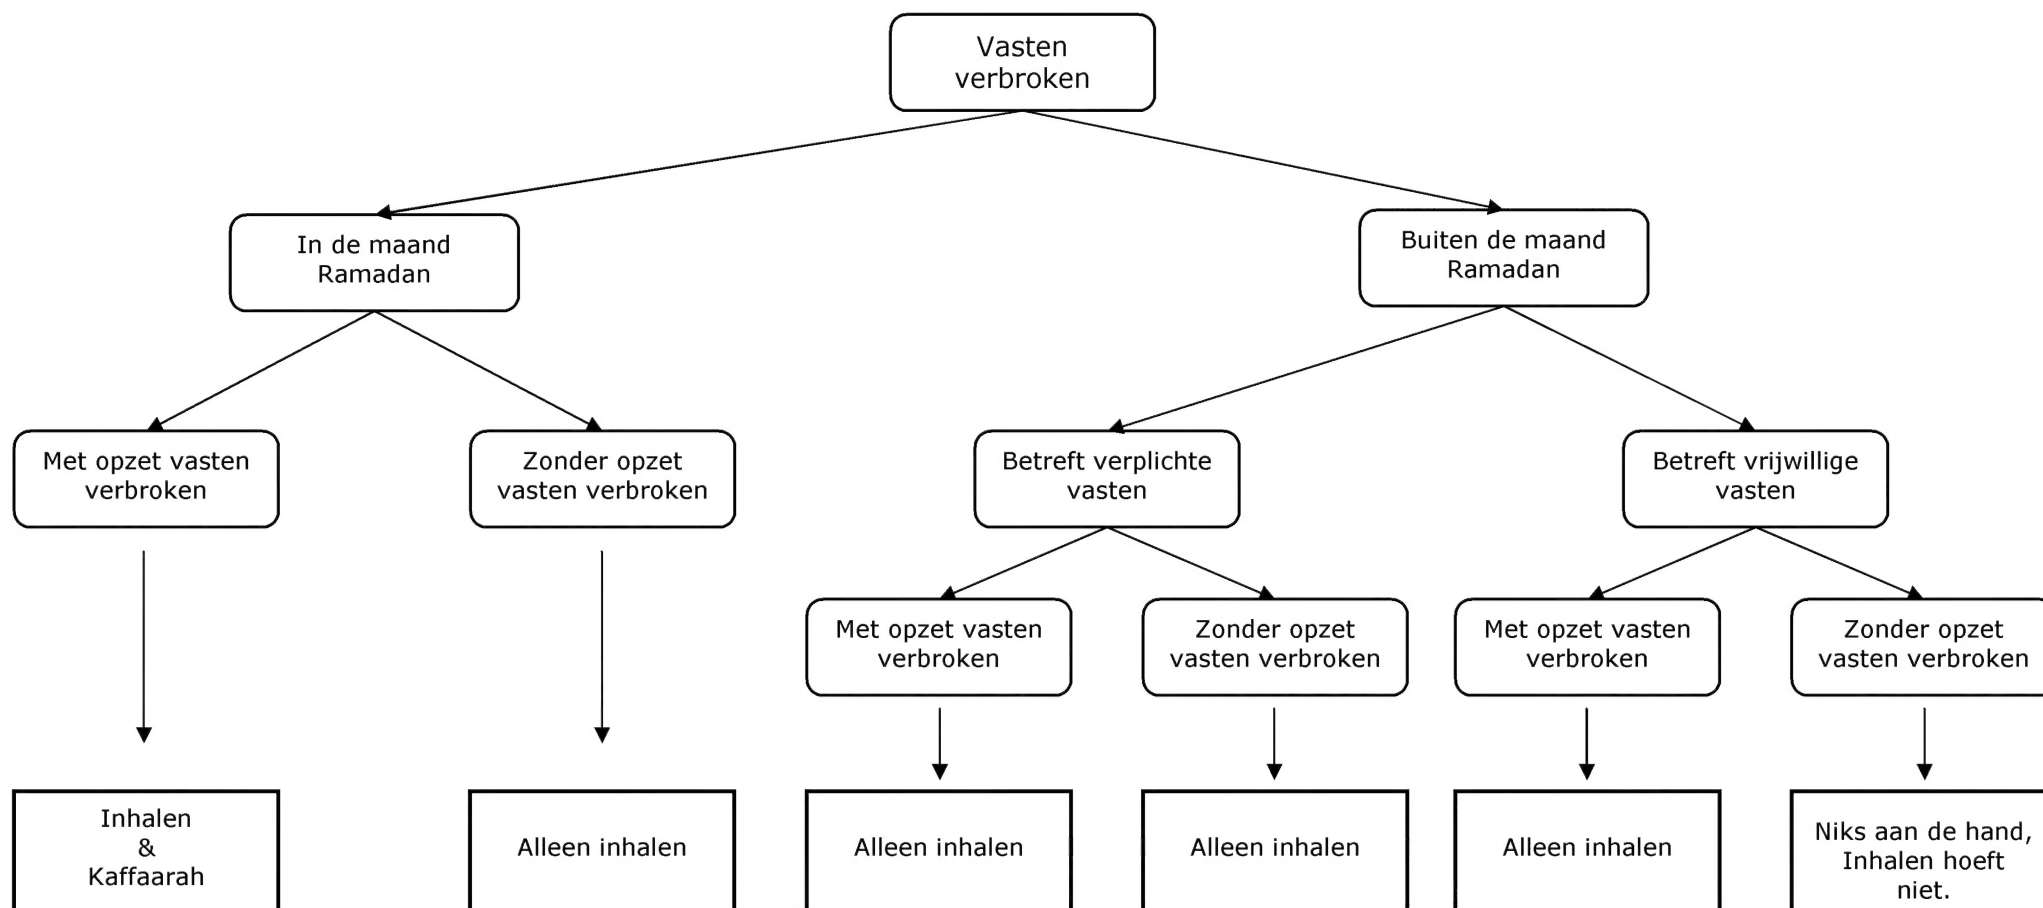 Vasten
verbroken
In de maand
Ramadan
Buiten de maand
Ramadan
Met opzet vasten
verbroken
Zonder opzet
vasten verbroken
Betreft verplichte
vasten
Betreft vrijwillige
vasten
Met opzet vasten
verbroken
Zonder opzet
vasten verbroken
Met opzet vasten
verbroken
Zonder opzet
vasten verbroken
Inhalen
&
Kaffaarah
Alleen inhalen
Alleen inhalen
Alleen inhalen
Alleen inhalen
Niks aan de hand,
Inhalen hoeft
niet.